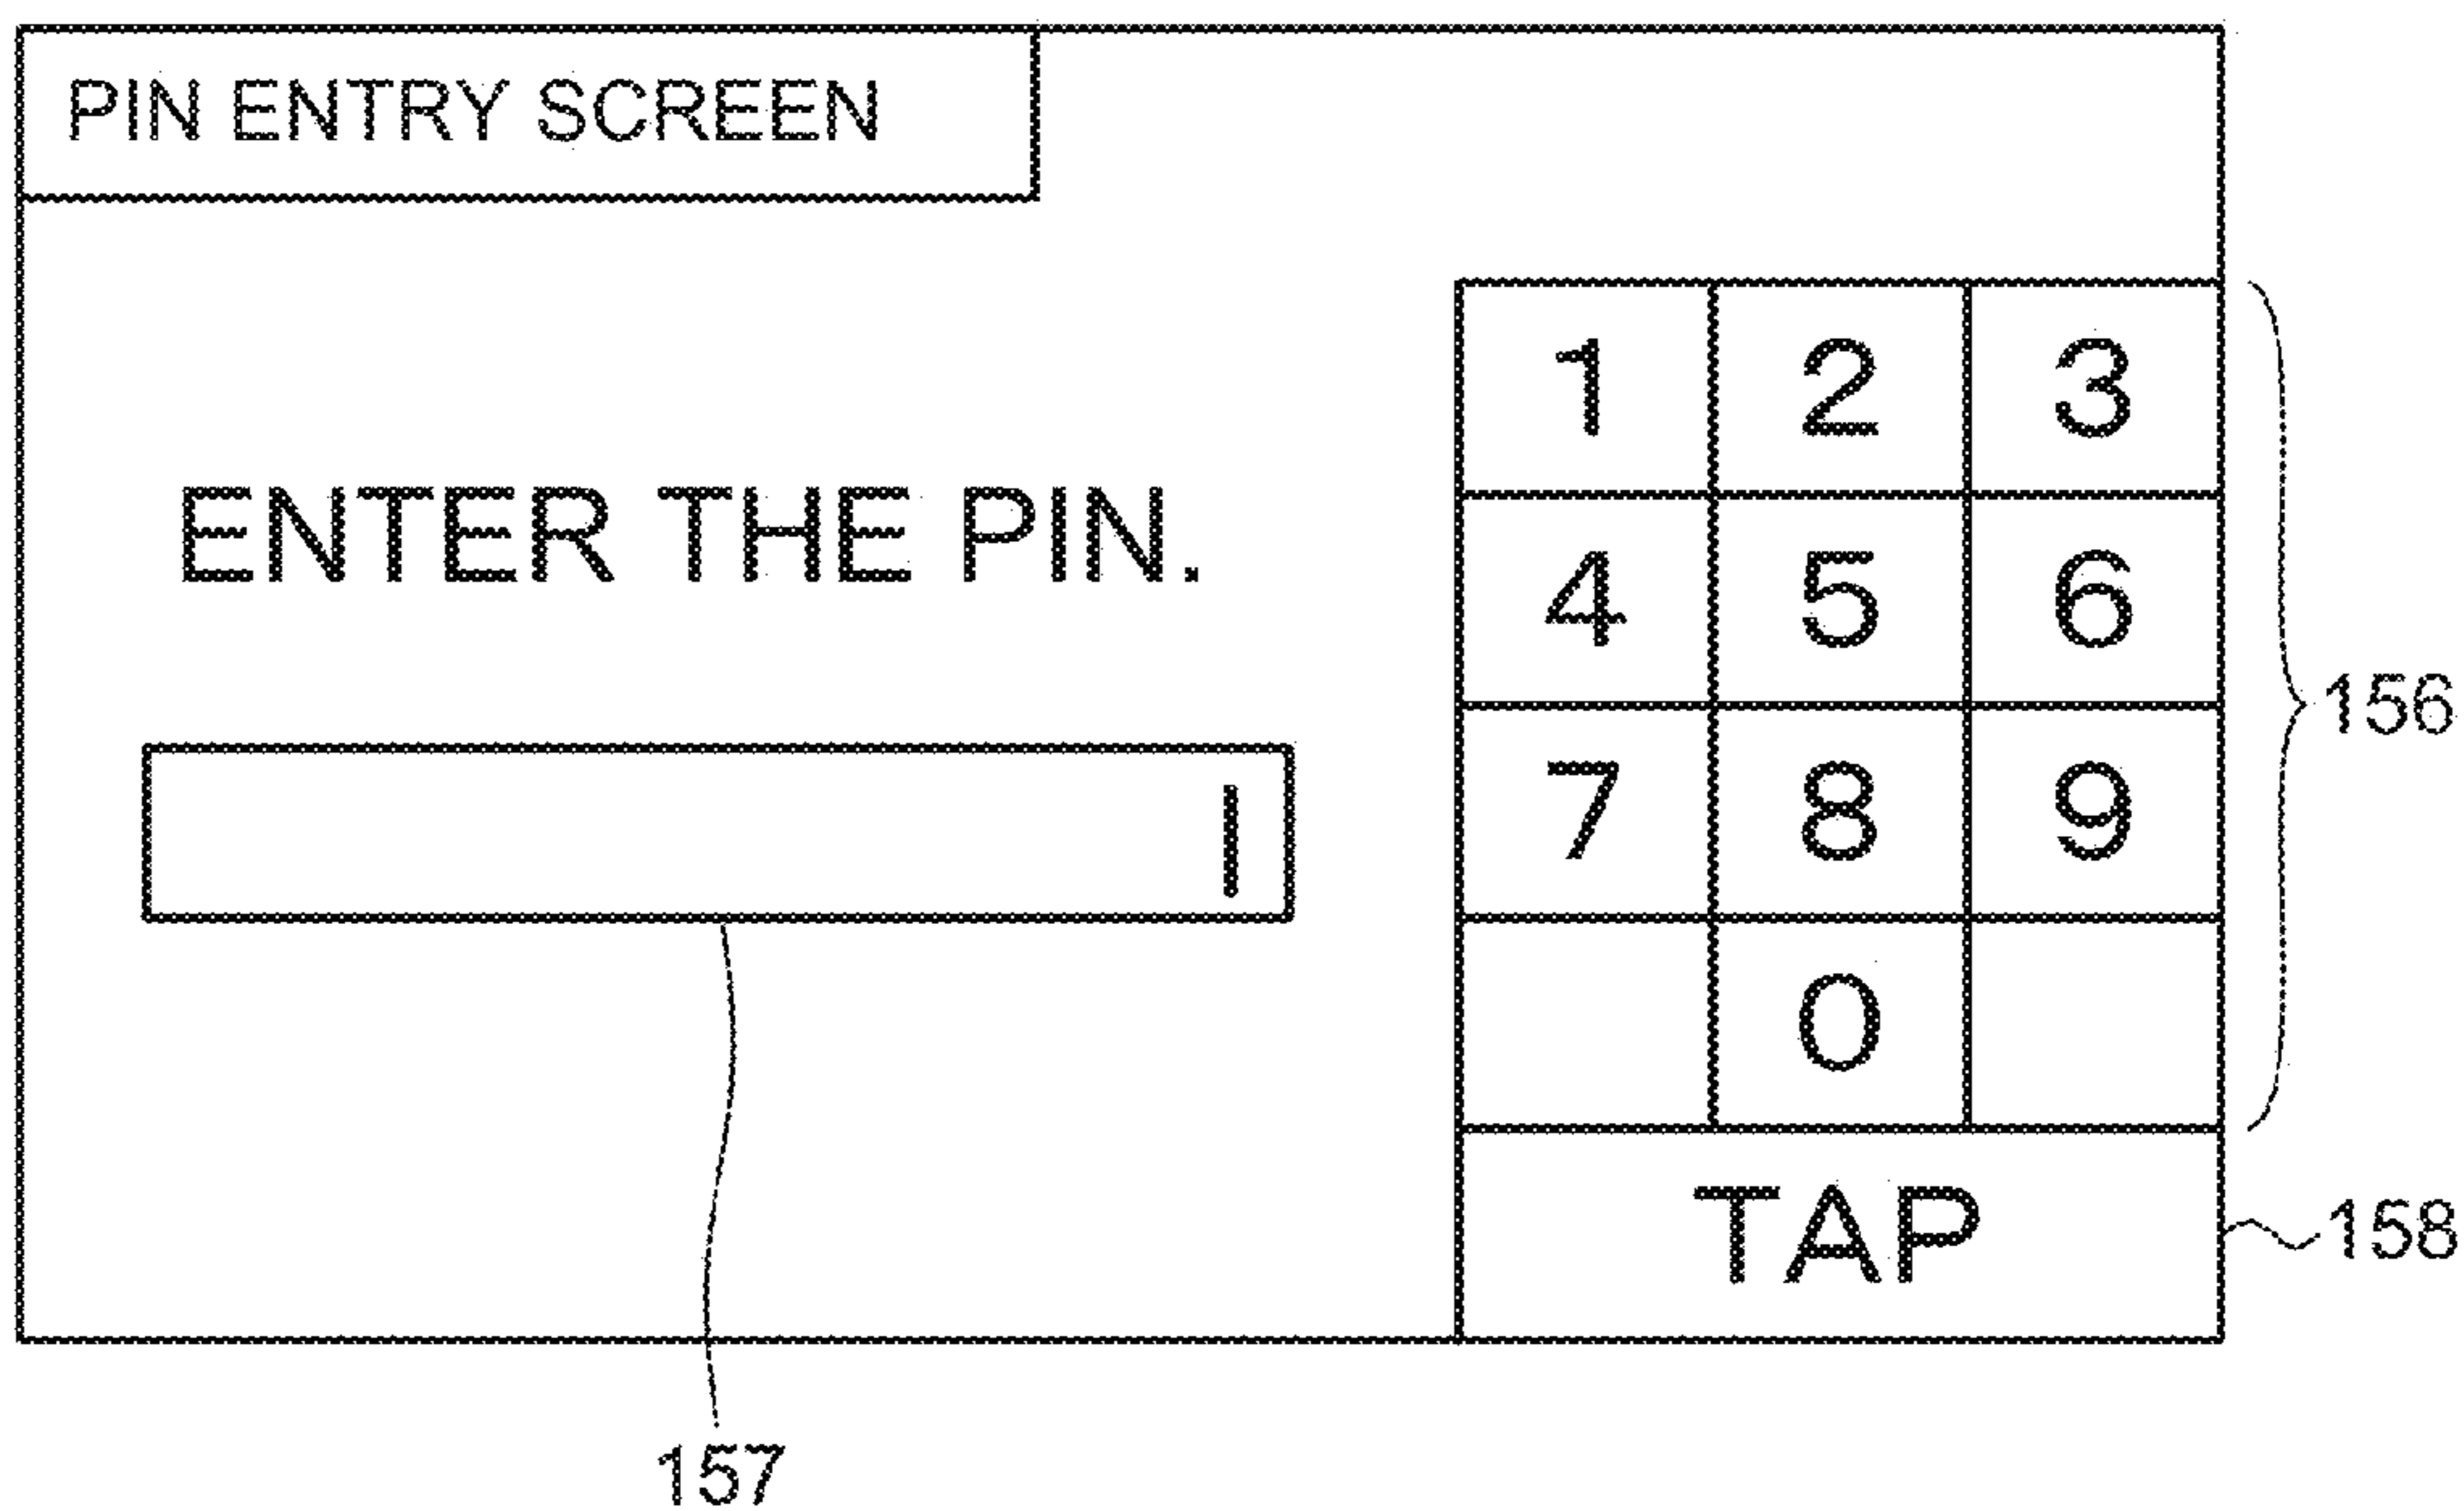 PIN ENTRY SCREEN
ENTER THE PIN.
1 2 3
4 5 6
7 8 9
0
TAP
156
158
157